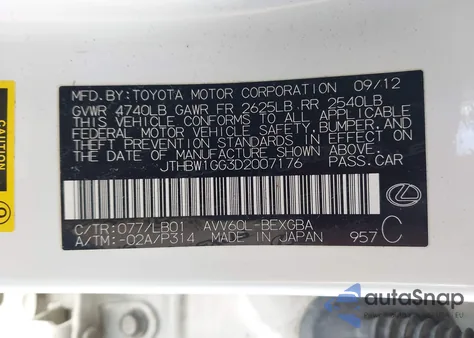 MFD.BY:TOYOTA MOTOR CORPORATION 09/12
GVWR 4740LB GAWR FR 2625LB.RR 2540LB
THIS VEHICLE CONFORMS TO ALL APPLICABLE
FEDERAL MOTOR VEHICLE SAFETY,BUMPER,AND
THEFT PREVENTION STANDARDS IN EFFECT ON
THE DATE OF MANUFACTURE SHOWN ABOVE.
JTHBW1GG3D2007176 PASS.CAR
C/TR:077/LB01 AVV60L-BEXGBA
A/TM:-02A/P314 MADE IN JAPAN 957 C
CAUTION
autoSnap